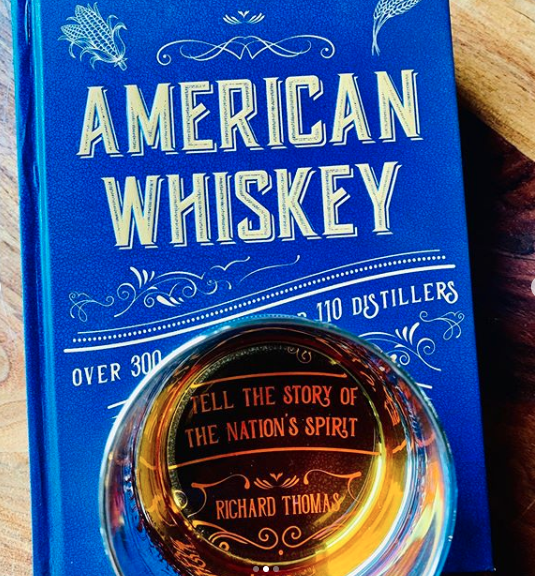 AMERICAN
WHISKEY
OVER 300
110 DISTILLERS
TELL THE STORY OF
THE NATION'S SPIRIT
RICHARD THOMAS